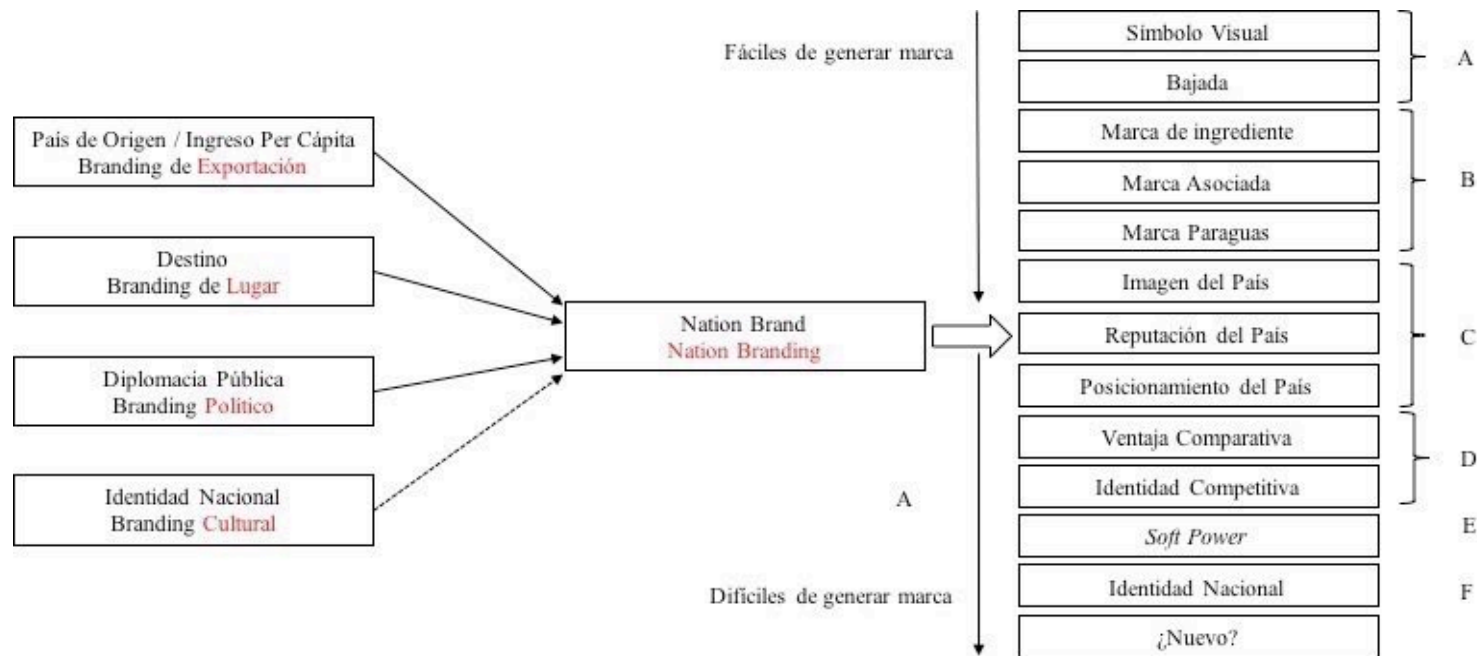 País de Origen / Ingreso Per Cápita
Branding de Exportación
Destino
Branding de Lugar
Diplomacia Pública
Branding Político
Identidad Nacional
Branding Cultural
Nation Brand
Nation Branding
Fáciles de generar marca
A
Difíciles de generar marca
Símbolo Visual
Bajada
A
Marca de ingrediente
Marca Asociada
Marca Paraguas
B
Imagen del País
Reputación del País
Posicionamiento del País
C
Ventaja Comparativa
Identidad Competitiva
D
Soft Power
E
Identidad Nacional
F
¿Nuevo?